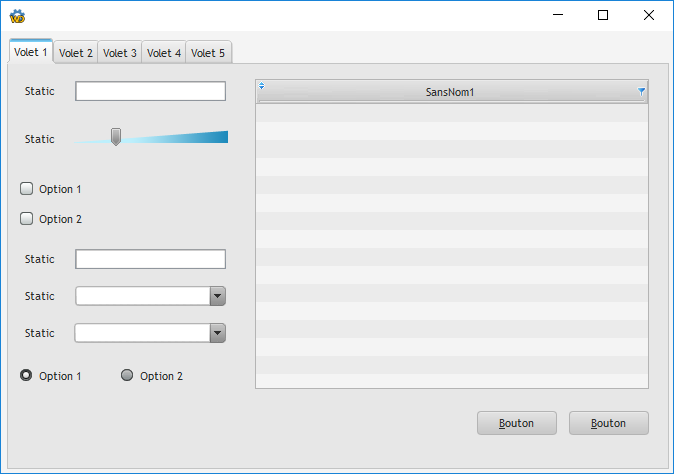 Volet 1 Volet 2 Volet 3 Volet 4 Volet 5
Static
SansNom1
Static
Option 1
Option 2
Static
Static
Static
Option 1 Option 2
Bouton Bouton